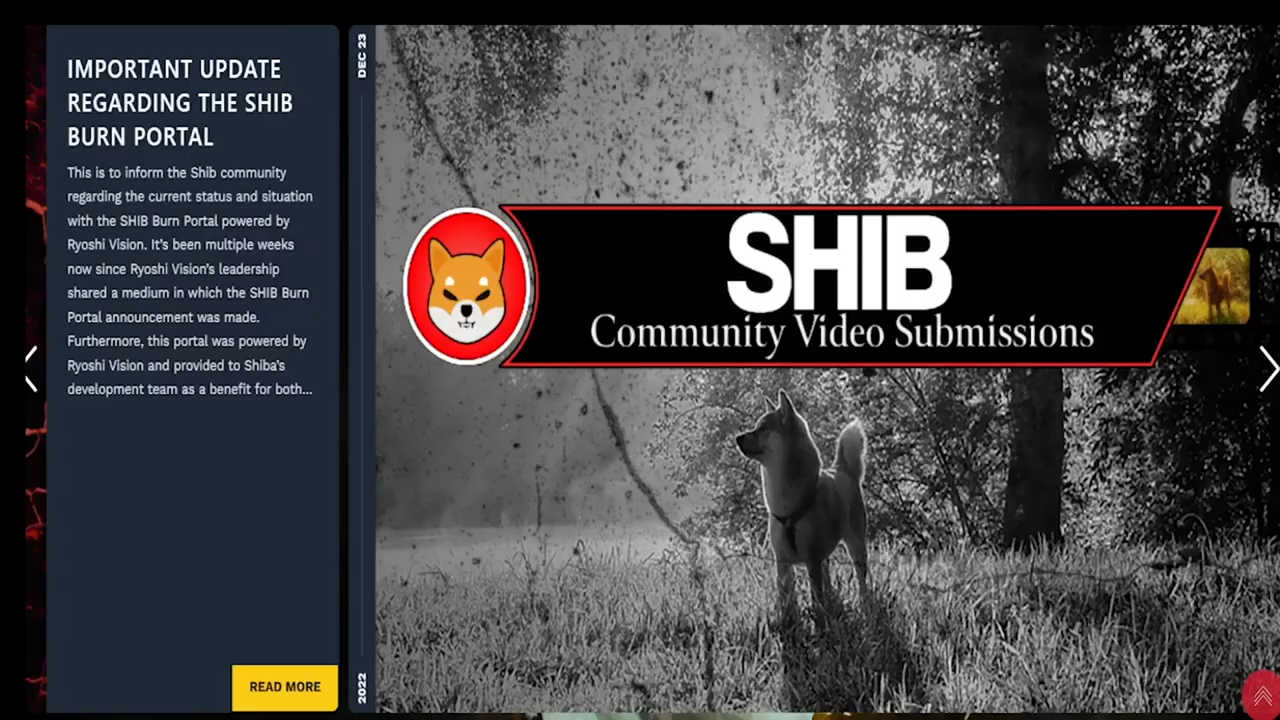 IMPORTANT UPDATE
REGARDING THE SHIB
BURN PORTAL
This is to inform the Shib community
regarding the current status and situation
with the SHIB Burn Portal powered by
Ryoshi Vision. It's been multiple weeks
now since Ryoshi Vision's leadership
shared a medium in which the SHIB Burn
Portal announcement was made.
Furthermore, this portal was powered by
Ryoshi Vision and provided to Shiba's
development team as a benefit for both...
READ MORE
DEC 23
2022
SHIB
Community Video Submissions